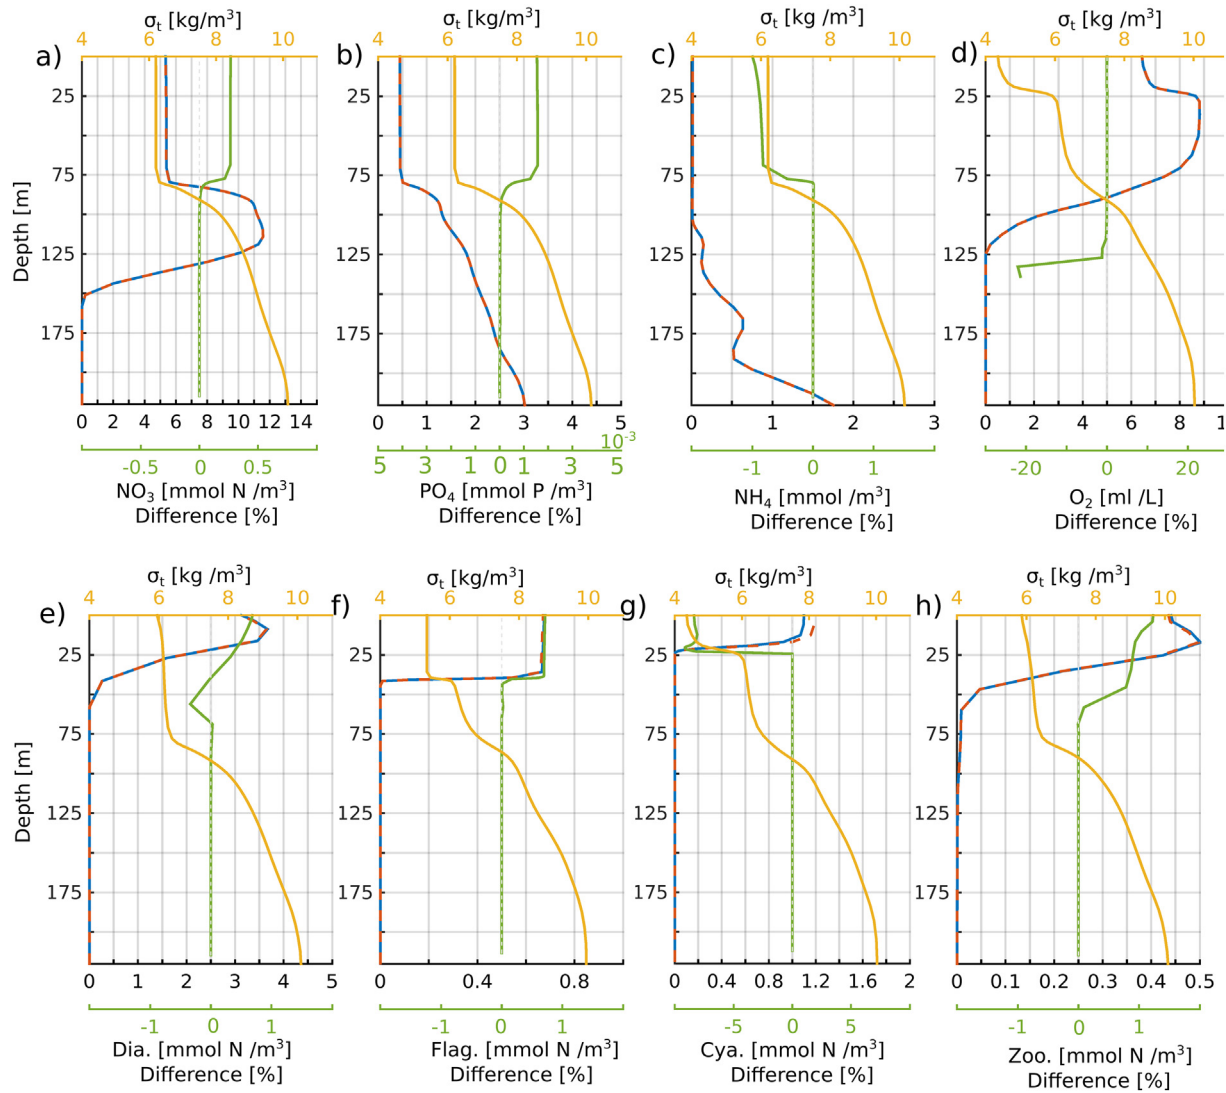 σt [kg/m³]
4 6 8 10
a)
25
75
125
175
Depth [m]
0 2 4 6 8 10 12 14
-0.5 0 0.5
NO₃ [mmol N /m³]
Difference [%]
σt [kg/m³]
4 6 8 10
b)
25
75
125
175
0 1 2 3 4 5
10⁻³
5 3 1 0 1 3 5
PO₄ [mmol P /m³]
Difference [%]
σt [kg /m³]
4 6 8 10
c)
25
75
125
175
0 1 2 3
-1 0 1
NH₄ [mmol /m³]
Difference [%]
σt [kg /m³]
4 6 8 10
d)
25
75
125
175
0 2 4 6 8 1
-20 0 20
O₂ [ml /L]
Difference [%]
σt [kg /m³]
4 6 8 10
e)
25
75
125
175
Depth [m]
0 1 2 3 4 5
-1 0 1
Dia. [mmol N /m³]
Difference [%]
σt [kg/m³]
4 6 8 10
f)
25
75
125
175
0 0.4 0.8
-1 0 1
Flag. [mmol N /m³]
Difference [%]
σt [kg/m³]
4 6 8 10
g)
25
75
125
175
0 0.4 0.8 1.2 1.6 2
-5 0 5
Cya. [mmol N /m³]
Difference [%]
σt [kg /m³]
4 6 8 10
h)
25
75
125
175
0 0.1 0.2 0.3 0.4 0.5
-1 0 1
Zoo. [mmol N /m³]
Difference [%]